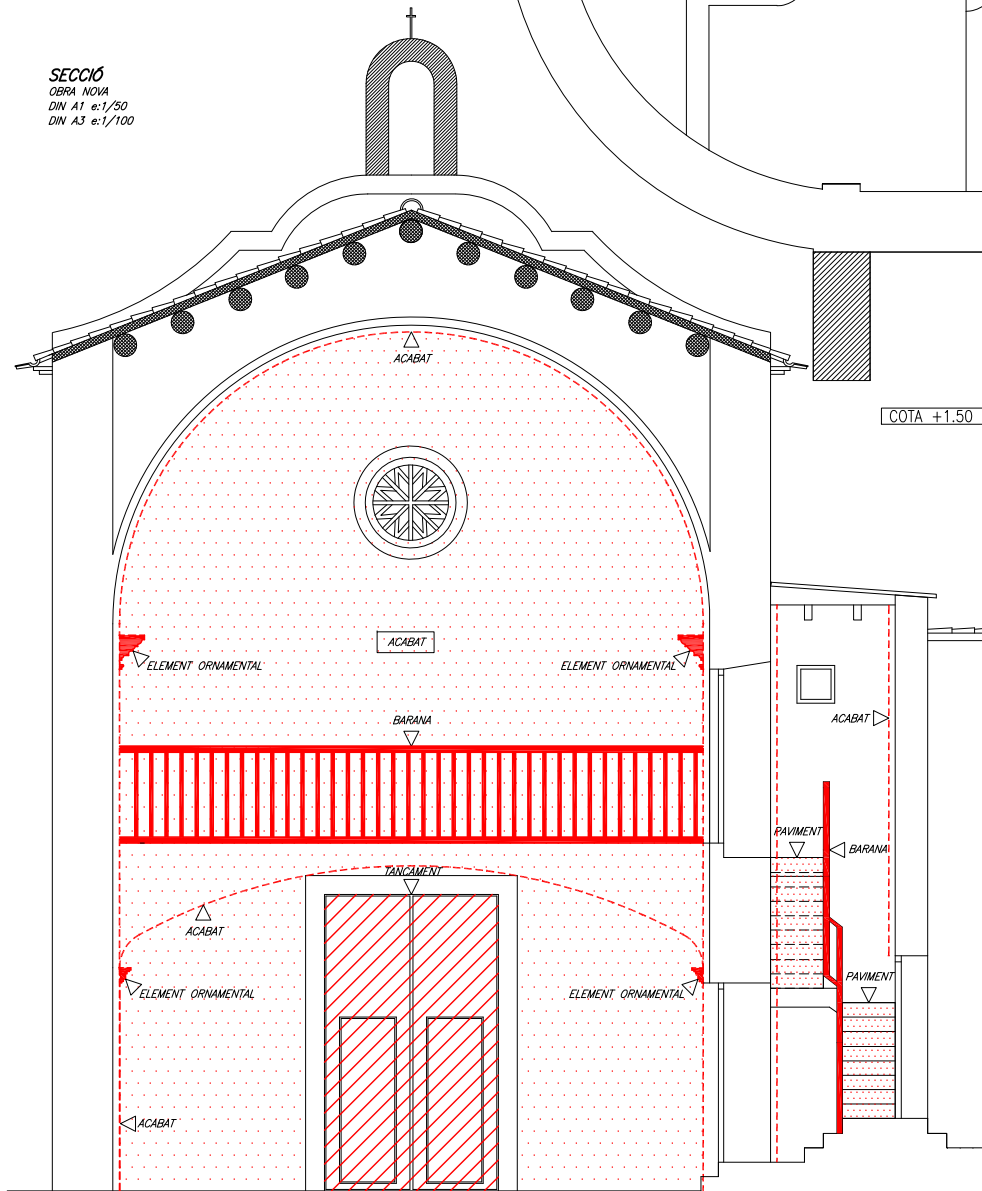 SECCIÓ
OBRA NOVA
DIN A1 e:1/50
DIN A3 e:1/100
ACABAT
COTA +1.50
ACABAT
ELEMENT ORNAMENTAL
ELEMENT ORNAMENTAL
BARANA
ACABAT
PAVIMENT
BARANA
TANCAMENT
ACABAT
PAVIMENT
ELEMENT ORNAMENTAL
ELEMENT ORNAMENTAL
ACABAT